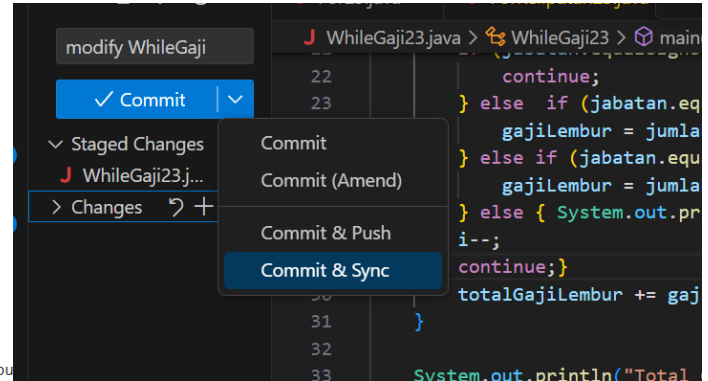 modify WhileGaji
Commit
Staged Changes
J WhileGaji23.j...
Changes
Commit
Commit (Amend)
Commit & Push
Commit & Sync
J WhileGaji23.java > WhileGaji23 >
22 continue;
23 } else if (jabatan.eq
gajiLembur = jumla
} else if (jabatan.equ
gajiLembur = jumla
} else { System.out.pr
i--;
continue;}
totalGajiLembur += gaj
31 }
32
33 System.out.println("Total